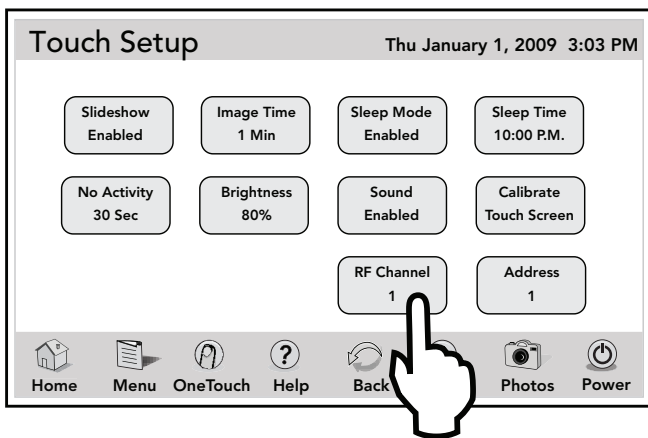 Touch Setup
Thu January 1, 2009 3:03 PM
Slideshow
Enabled
Image Time
1 Min
Sleep Mode
Enabled
Sleep Time
10:00 P.M.
No Activity
30 Sec
Brightness
80%
Sound
Enabled
Calibrate
Touch Screen
RF Channel
1
Address
1
?
Home Menu OneTouch Help Back Photos Power